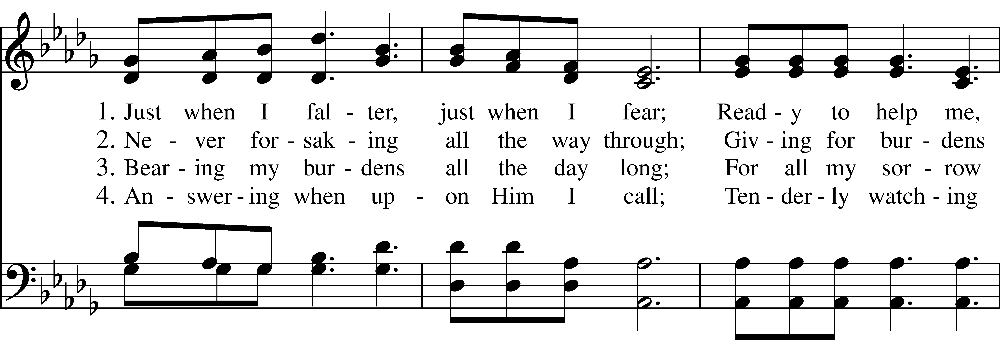 1. Just when I fal - ter, just when I fear; Read - y to help me,
2. Ne - ver for - sak - ing all the way through; Giv - ing for bur - dens
3. Bear - ing my bur - dens all the day long; For all my sor - row
4. An - swer - ing when up - on Him I call; Ten - der - ly watch - ing